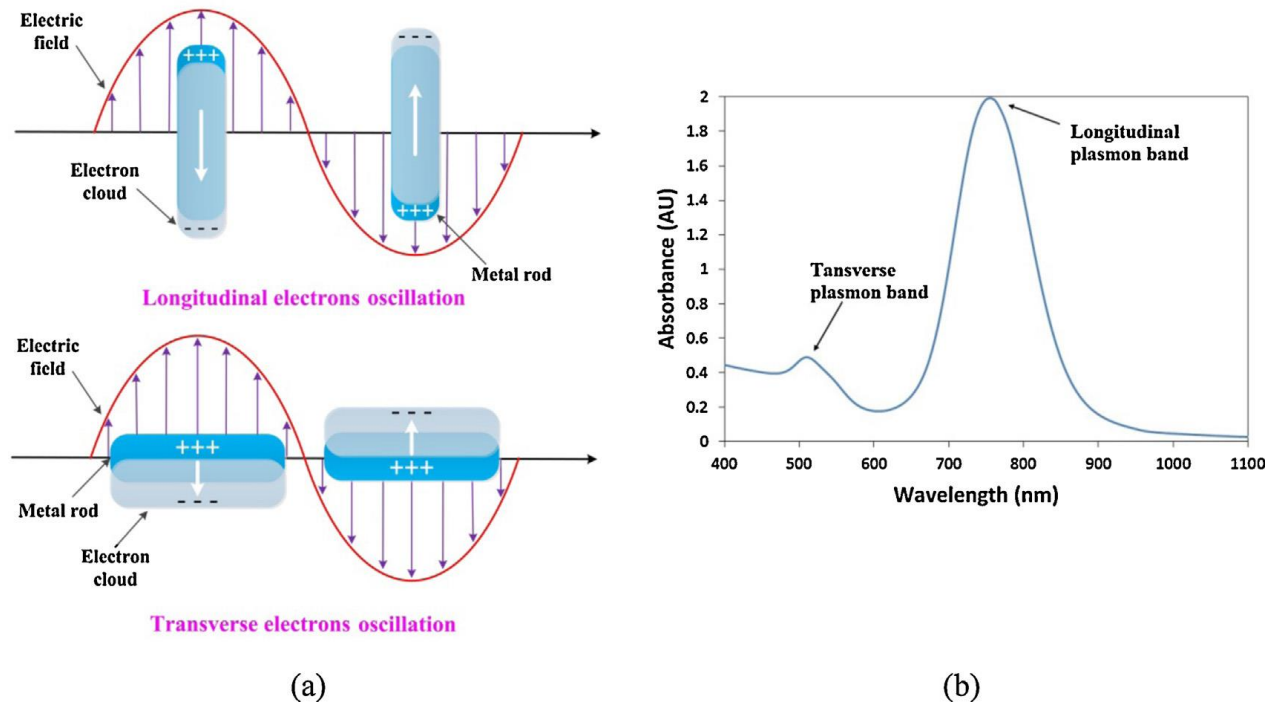 Electric
field
+++
- - -
Electron
cloud
- - -
+++
Metal rod
Longitudinal electrons oscillation
Electric
field
+++
- - -
- - -
+++
Metal rod
Electron
cloud
Transverse electrons oscillation
(a)
2
1.8
1.6
1.4
1.2
1
0.8
0.6
0.4
0.2
0
Absorbance (AU)
Longitudinal
plasmon band
Tansverse
plasmon band
400 500 600 700 800 900 1000 1100
Wavelength (nm)
(b)